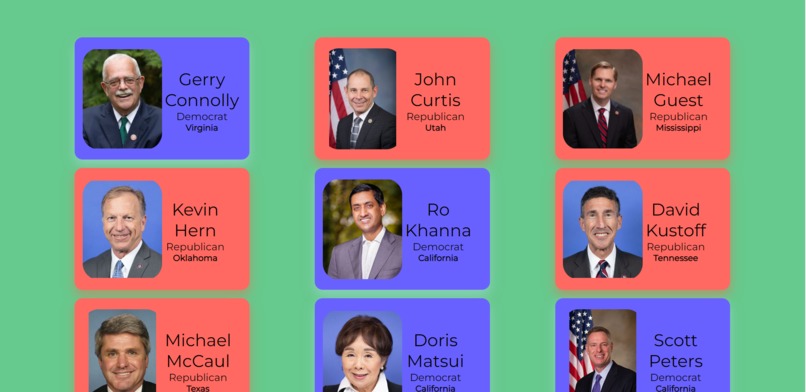 Gerry
Connolly
Democrat
Virginia
John
Curtis
Republican
Utah
Michael
Guest
Republican
Mississippi
Kevin
Hern
Republican
Oklahoma
Ro
Khanna
Democrat
California
David
Kustoff
Republican
Tennessee
Michael
McCaul
Republican
Texas
Doris
Matsui
Democrat
California
Scott
Peters
Democrat
California